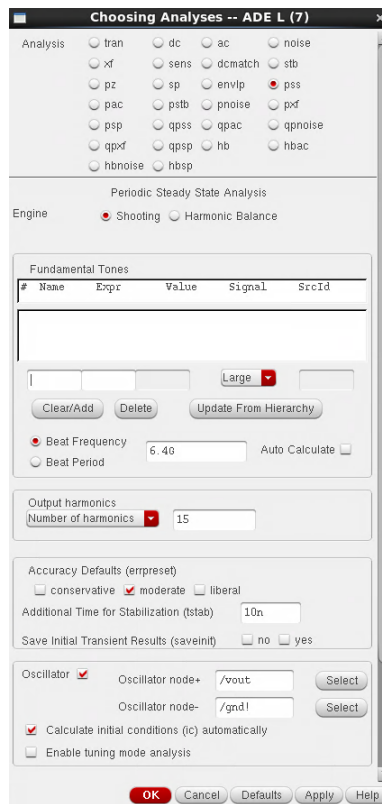 Choosing Analyses -- ADE L (7)
Analysis tran dc ac noise
xf sens dcmatch stb
pz sp envlp pss
pac pstb pnoise pxf
psp qpss qpac qpnoise
qpxf qpsp hb hbac
hbnoise hbsp
Periodic Steady State Analysis
Engine Shooting Harmonic Balance
Fundamental Tones
# Name Expr Value Signal SrcId
Large
Clear/Add Delete Update From Hierarchy
Beat Frequency 6.4G Auto Calculate
Beat Period
Output harmonics
Number of harmonics 15
Accuracy Defaults (errpreset)
conservative moderate liberal
Additional Time for Stabilization (tstab) 10n
Save Initial Transient Results (saveinit) no yes
Oscillator Oscillator node+ /vout Select
Oscillator node- /gnd! Select
Calculate initial conditions (ic) automatically
Enable tuning mode analysis
OK Cancel Defaults Apply Help